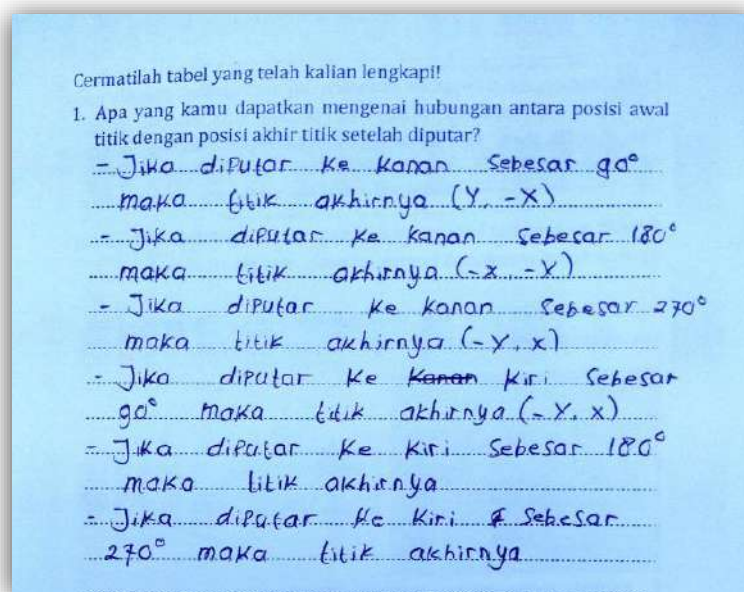 Cermatilah tabel yang telah kalian lengkapi!
1. Apa yang kamu dapatkan mengenai hubungan antara posisi awal
titik dengan posisi akhir titik setelah diputar?
- Jika diputar ke kanan sebesar 90°
maka titik akhirnya (Y, -X)
- Jika diputar ke kanan sebesar 180°
maka titik akhirnya (-x, -Y)
- Jika diputar ke kanan sebesar 270°
maka titik akhirnya (-Y, x)
- Jika diputar ke Kanan Kiri Sebesar
90° maka titik akhirnya (-Y, x)
- Jika diputar ke kiri sebesar 180°
maka titik akhirnya
- Jika diputar ke kiri sebesar
270° maka titik akhirnya